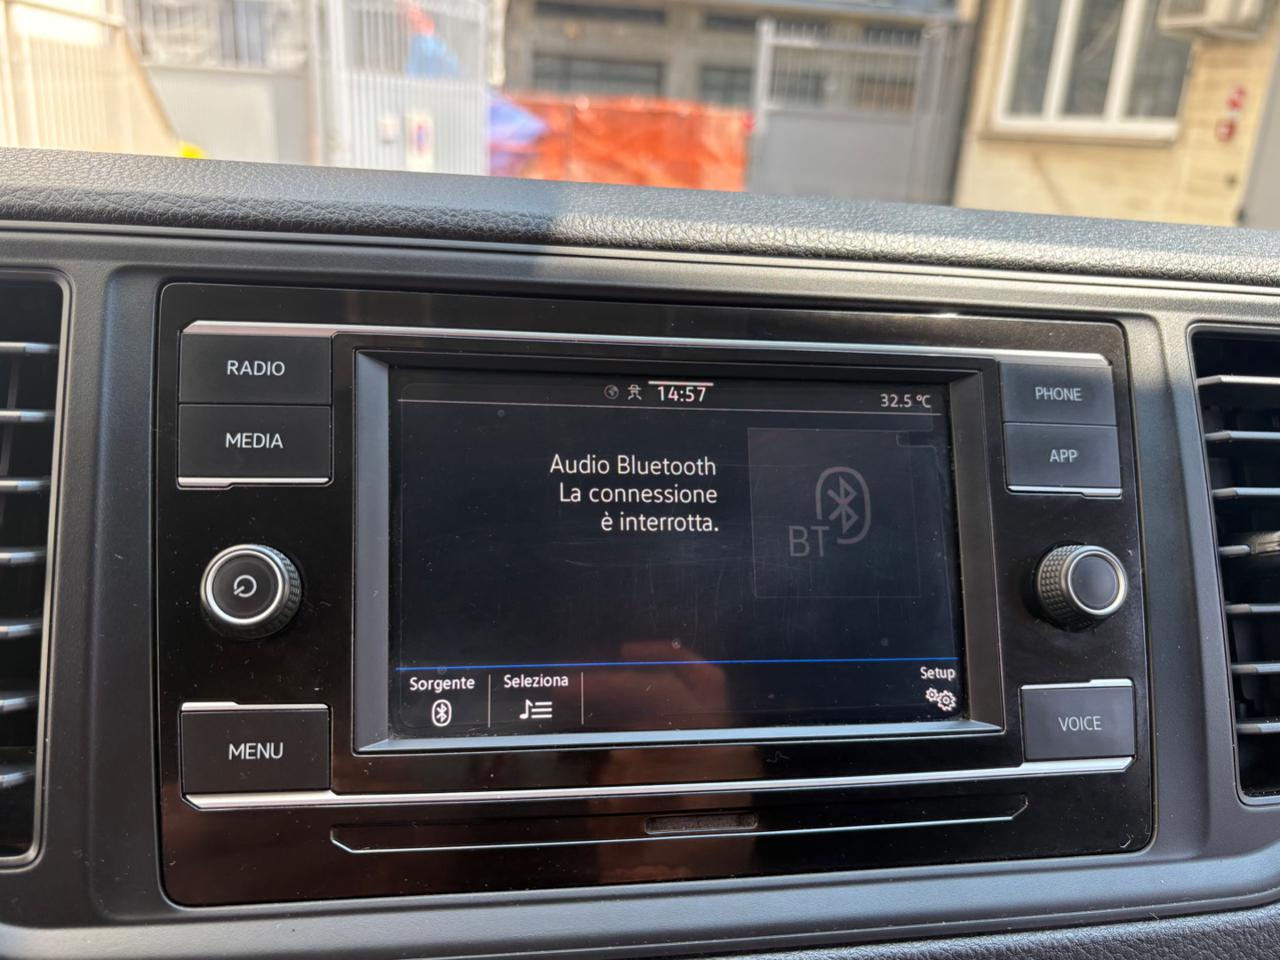 RADIO
MEDIA
MENU
14:57
32.5 °C
Audio Bluetooth
La connessione
è interrotta.
BT
Sorgente
Seleziona
Setup
PHONE
APP
VOICE